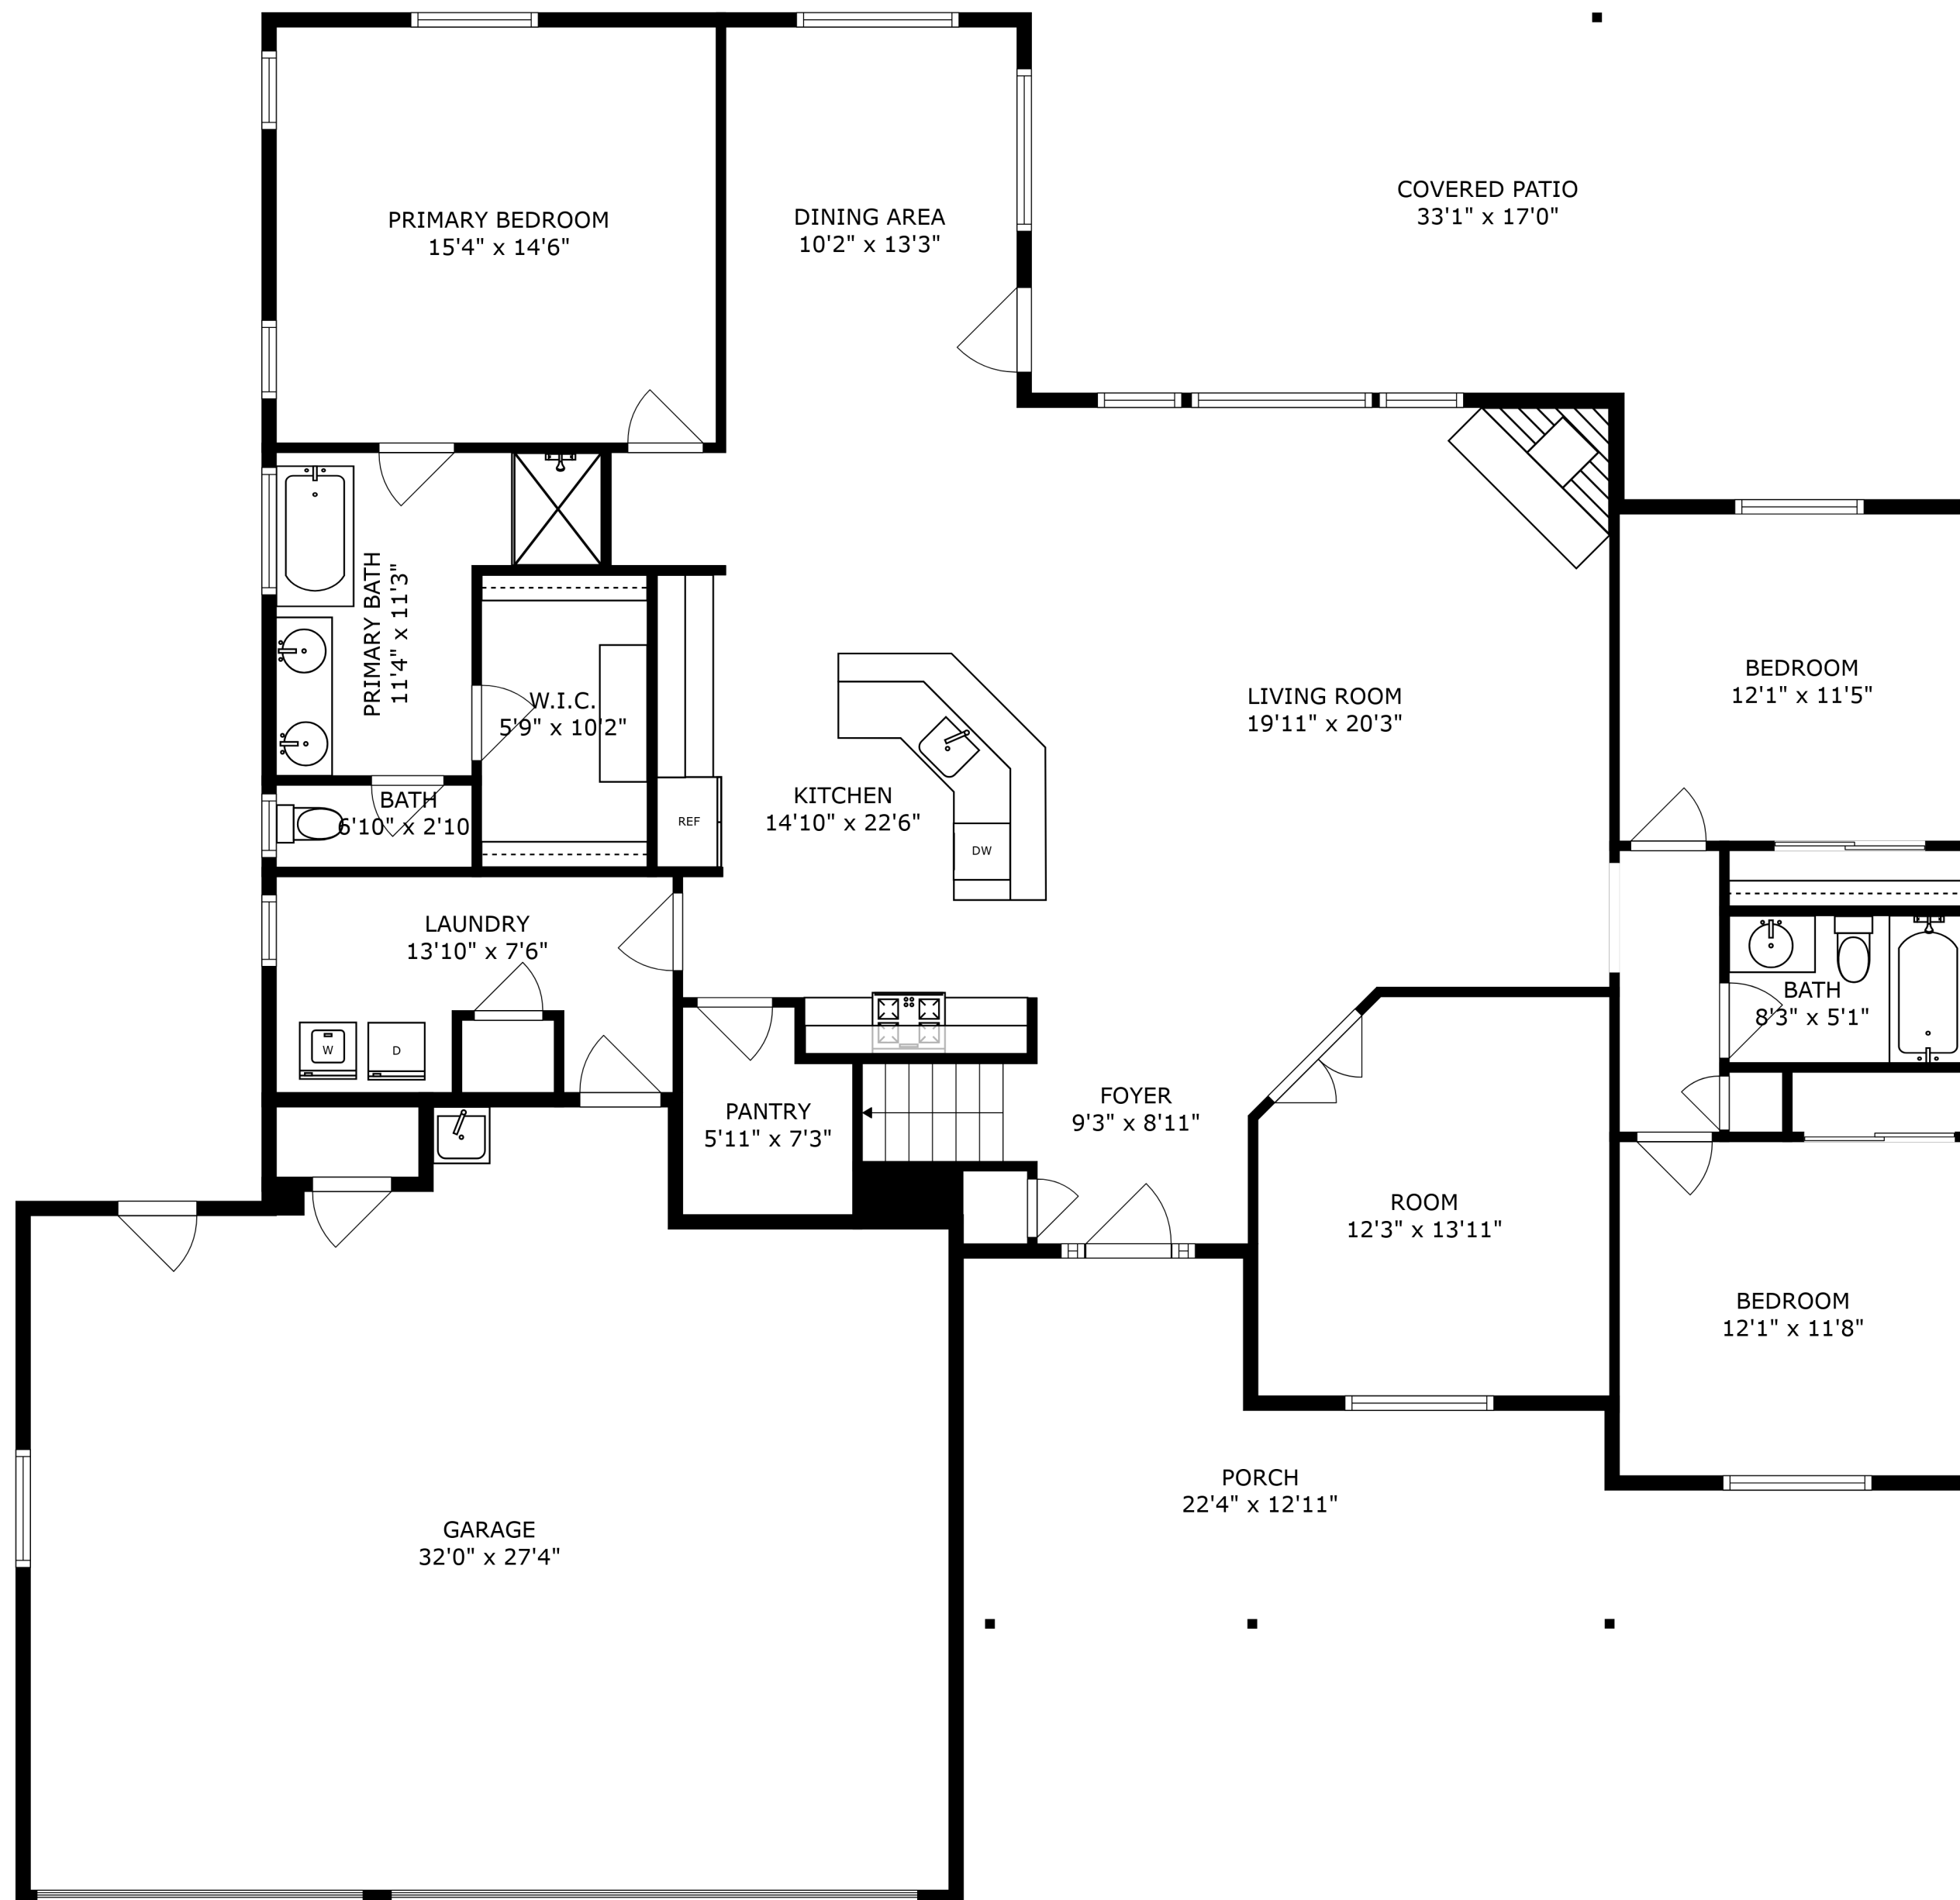 COVERED PATIO
33'1" x 17'0"
PRIMARY BEDROOM
15'4" x 14'6"
DINING AREA
10'2" x 13'3"
PRIMARY BATH
11'4" x 11'3"
W.I.C.
5'9" x 10'2"
LIVING ROOM
19'11" x 20'3"
BEDROOM
12'1" x 11'5"
KITCHEN
14'10" x 22'6"
BATH
6'10" x 2'10
REF
DW
LAUNDRY
13'10" x 7'6"
W
D
BATH
8'3" x 5'1"
PANTRY
5'11" x 7'3"
FOYER
9'3" x 8'11"
ROOM
12'3" x 13'11"
BEDROOM
12'1" x 11'8"
PORCH
22'4" x 12'11"
GARAGE
32'0" x 27'4"